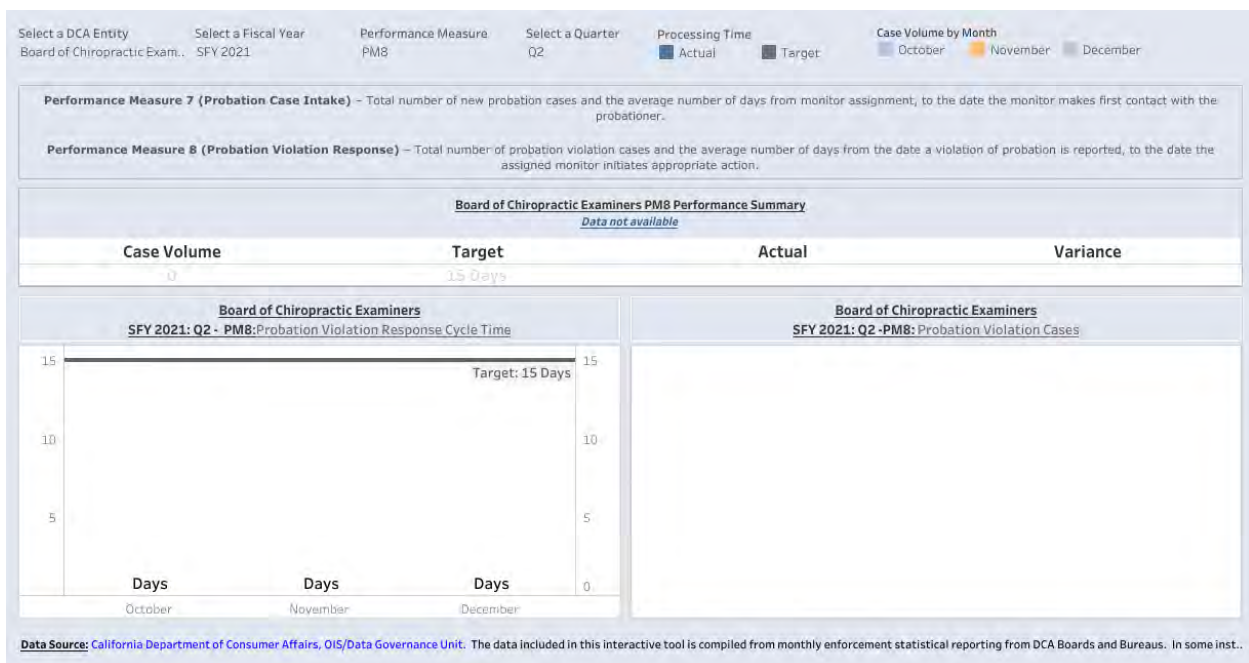 Select a DCA Entity Select a Fiscal Year Performance Measure Select a Quarter Processing Time Case Volume by Month
Board of Chiropractic Exam.. SFY 2021 PM8 Q2 Actual Target October November December
Performance Measure 7 (Probation Case Intake) – Total number of new probation cases and the average number of days from monitor assignment, to the date the monitor makes first contact with the
probationer.
Performance Measure 8 (Probation Violation Response) – Total number of probation violation cases and the average number of days from the date a violation of probation is reported, to the date the
assigned monitor initiates appropriate action.
Board of Chiropractic Examiners PM8 Performance Summary
Data not available
Case Volume Target Actual Variance
0 15 Days
Board of Chiropractic Examiners
SFY 2021: Q2 - PM8:Probation Violation Response Cycle Time
15 15
Target: 15 Days
10 10
5 5
Days Days Days 0
October November December
Board of Chiropractic Examiners
SFY 2021: Q2 -PM8: Probation Violation Cases
Data Source: California Department of Consumer Affairs, OIS/Data Governance Unit. The data included in this interactive tool is compiled from monthly enforcement statistical reporting from DCA Boards and Bureaus. In some inst..